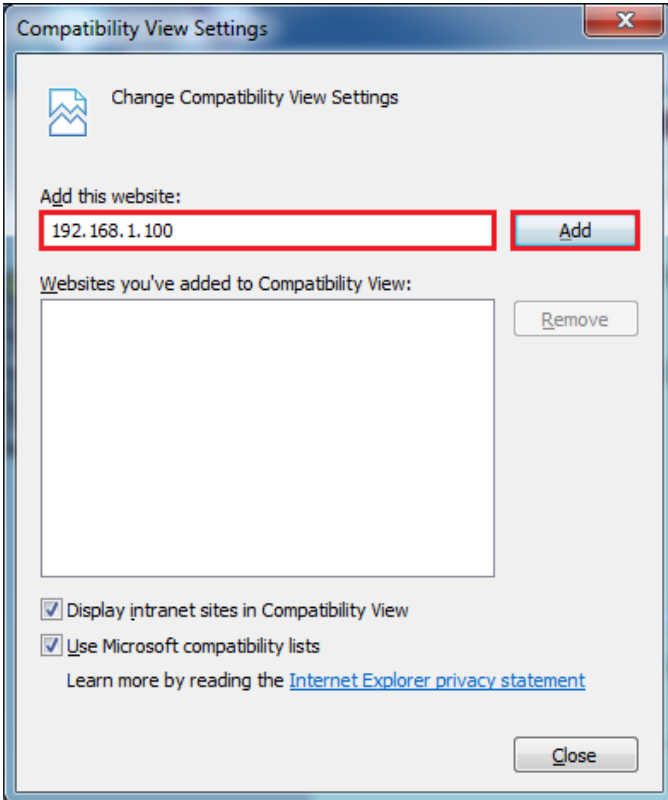 Compatibility View Settings
Change Compatibility View Settings
Add this website:
192.168.1.100
Add
Websites you've added to Compatibility View:
Remove
Display intranet sites in Compatibility View
Use Microsoft compatibility lists
Learn more by reading the Internet Explorer privacy statement
Close